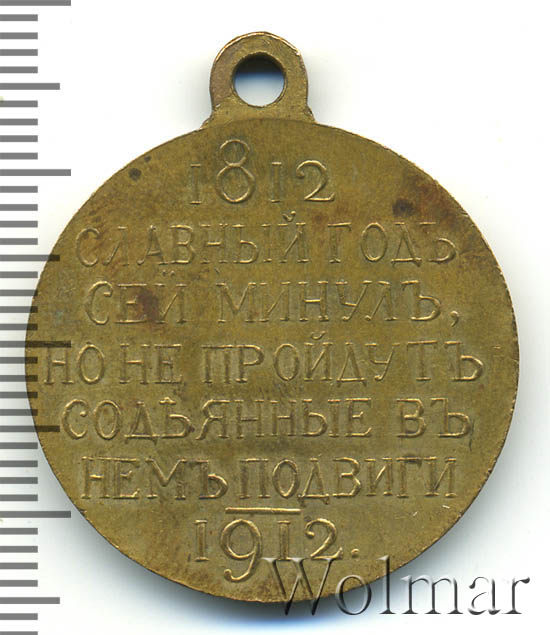 1812
СЛАВНЫЙ ГОДЪ
СЕЙ МИНУЛЪ,
НО НЕ ПРОЙДУТЪ
СОДѢЯННЫЕ ВЪ
НЕМЪ ПОДВИГИ
1912.
Wolmar